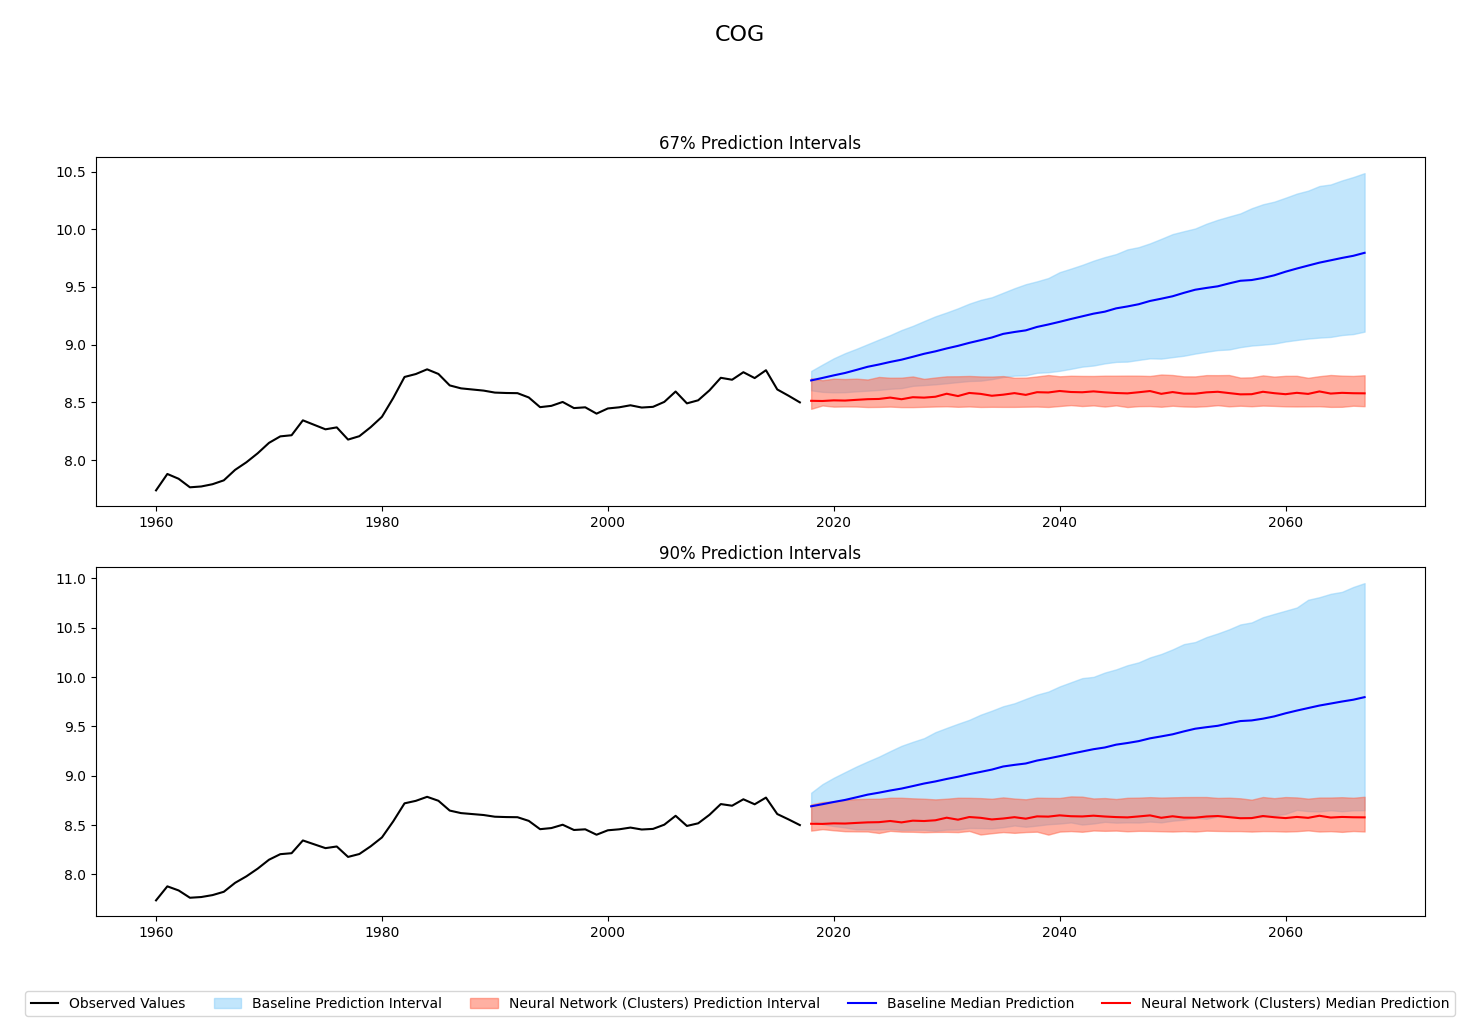 COG
67% Prediction Intervals
10.5
10.0
9.5
9.0
8.5
8.0
1960 1980 2000 2020 2040 2060
90% Prediction Intervals
11.0
10.5
10.0
9.5
9.0
8.5
8.0
1960 1980 2000 2020 2040 2060
Observed Values Baseline Prediction Interval Neural Network (Clusters) Prediction Interval Baseline Median Prediction Neural Network (Clusters) Median Prediction